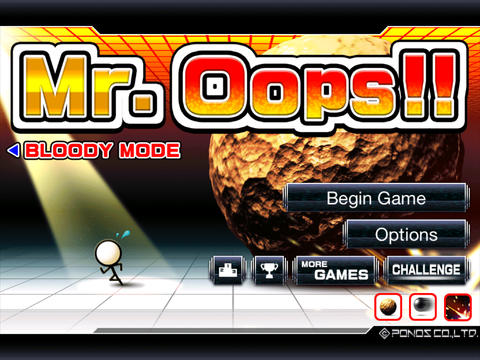 Mr. Oops!!
BLOODY MODE
Begin Game
Options
MORE
GAMES
CHALLENGE
© PONOS CO.,LTD.